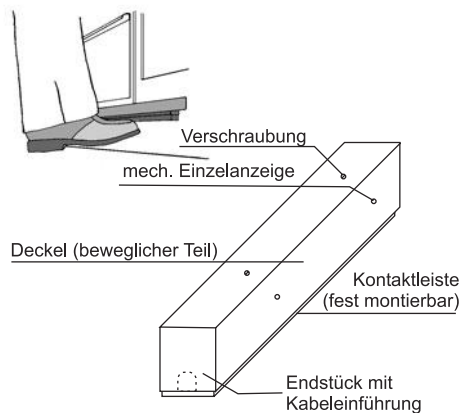 Verschraubung
mech. Einzelanzeige
Deckel (beweglicher Teil)
Kontaktleiste
(fest montierbar)
Endstück mit
Kabeleinführung